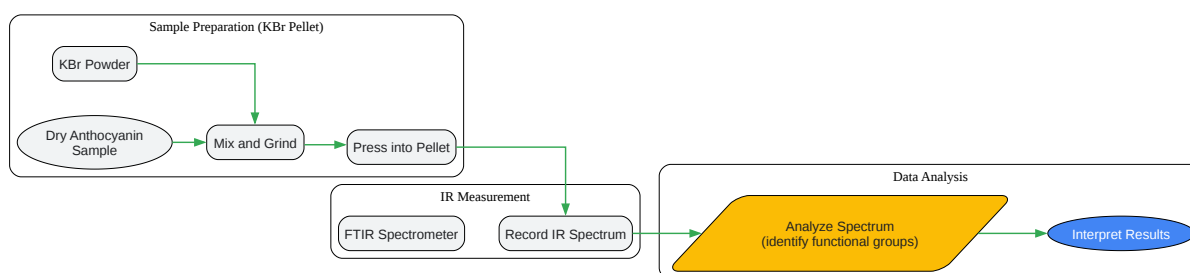 Sample Preparation (KBr Pellet)
KBr Powder
Dry Anthocyanin
Sample
Mix and Grind
Press into Pellet
IR Measurement
FTIR Spectrometer
Record IR Spectrum
Data Analysis
Analyze Spectrum
(identify functional groups)
Interpret Results